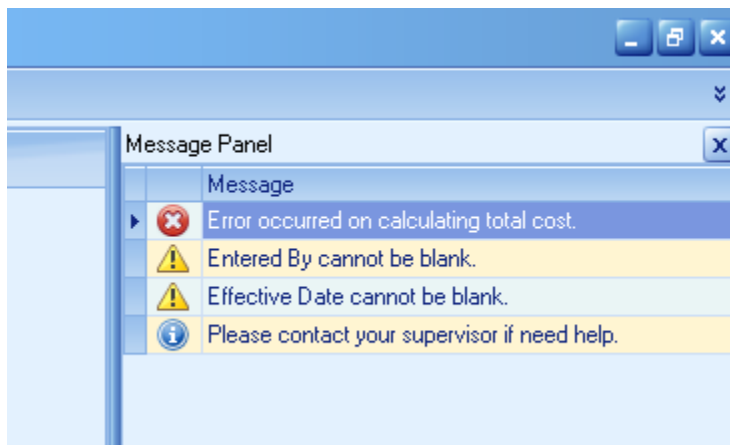 Message Panel
Message
Error occurred on calculating total cost.
Entered By cannot be blank.
Effective Date cannot be blank.
Please contact your supervisor if need help.